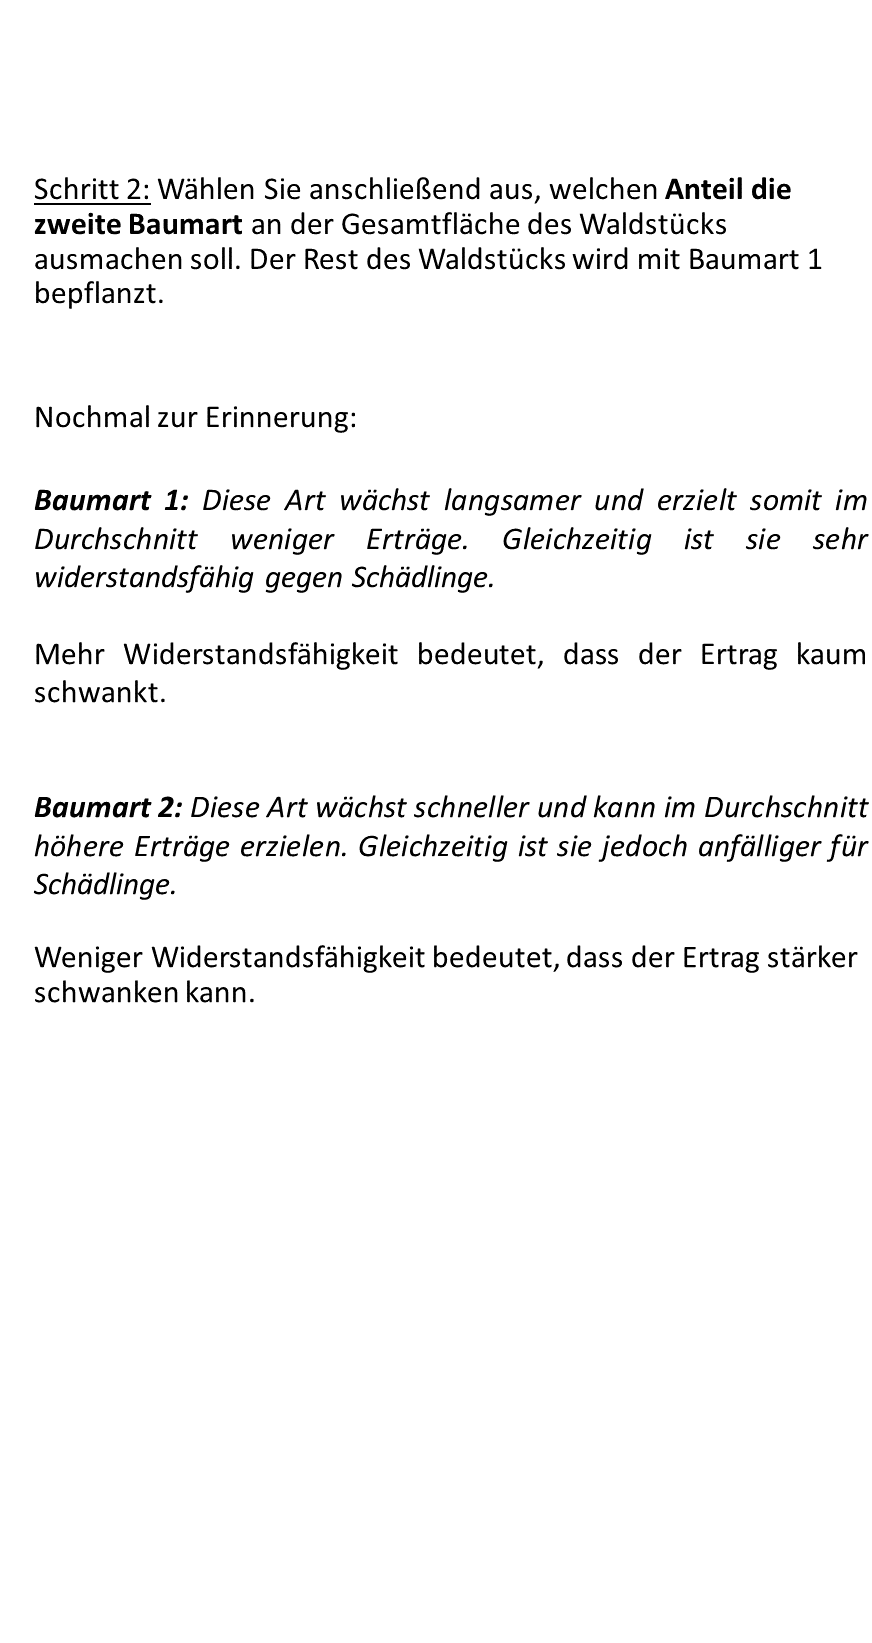 Schritt 2: Wählen Sie anschließend aus, welchen Anteil die
zweite Baumart an der Gesamtfläche des Waldstücks
ausmachen soll. Der Rest des Waldstücks wird mit Baumart 1
bepflanzt.
Nochmal zur Erinnerung:
Baumart 1: Diese Art wächst langsamer und erzielt somit im
Durchschnitt weniger Erträge. Gleichzeitig ist sie sehr
widerstandsfähig gegen Schädlinge.
Mehr Widerstandsfähigkeit bedeutet, dass der Ertrag kaum
schwankt.
Baumart 2: Diese Art wächst schneller und kann im Durchschnitt
höhere Erträge erzielen. Gleichzeitig ist sie jedoch anfälliger für
Schädlinge.
Weniger Widerstandsfähigkeit bedeutet, dass der Ertrag stärker
schwanken kann.